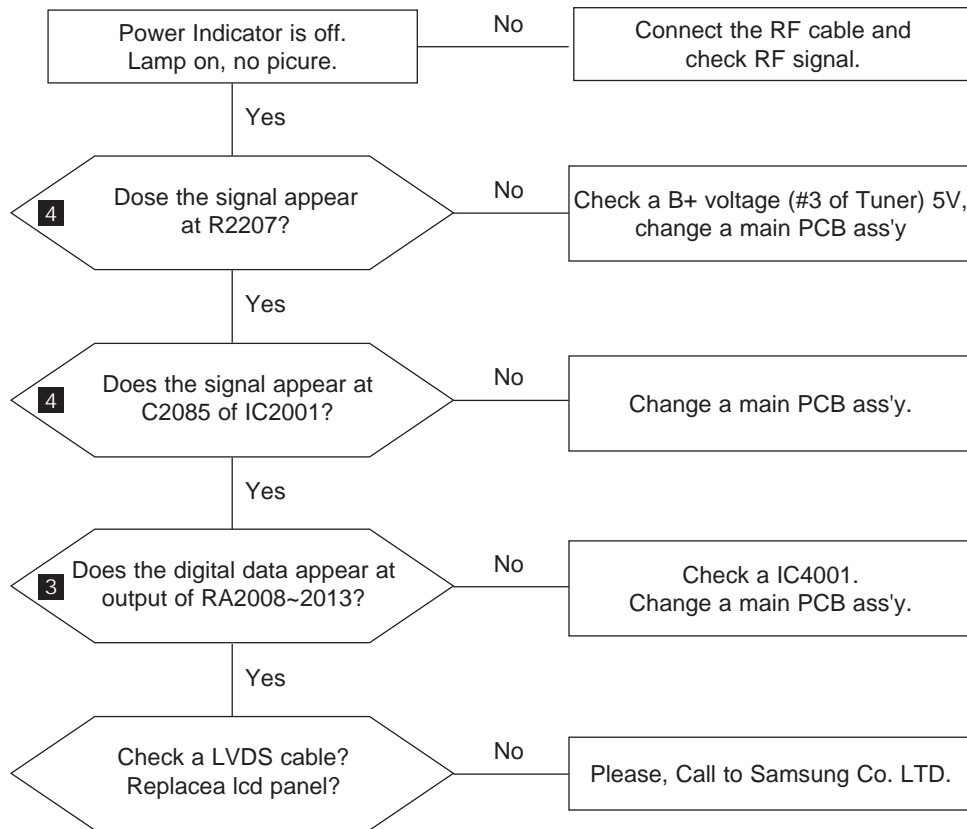 Power Indicator is off.
Lamp on, no picure.
No
Connect the RF cable and
check RF signal.
Yes
4
Dose the signal appear
at R2207?
No
Check a B+ voltage (#3 of Tuner) 5V,
change a main PCB ass'y
Yes
4
Does the signal appear at
C2085 of IC2001?
No
Change a main PCB ass'y.
Yes
3
Does the digital data appear at
output of RA2008~2013?
No
Check a IC4001.
Change a main PCB ass'y.
Yes
Check a LVDS cable?
Replacea lcd panel?
No
Please, Call to Samsung Co. LTD.